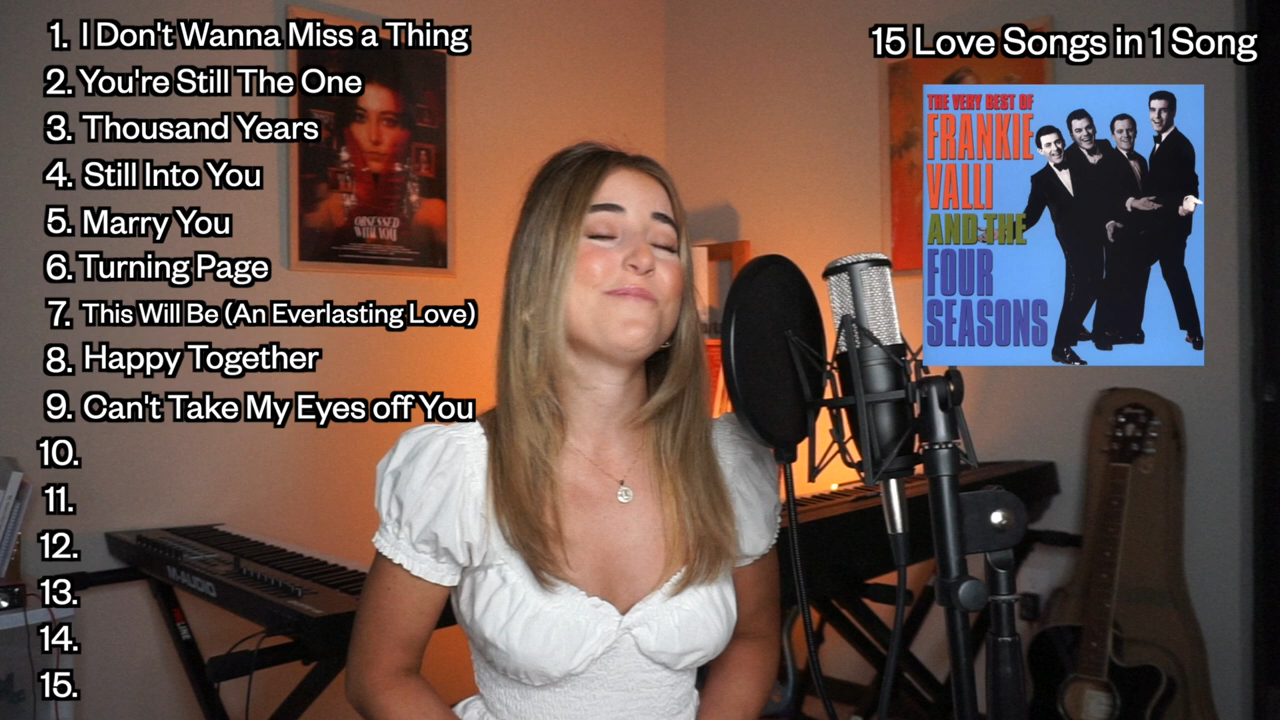 1. I Don't Wanna Miss a Thing
2. You're Still The One
3. Thousand Years
4. Still Into You
5. Marry You
6. Turning Page
7. This Will Be (An Everlasting Love)
8. Happy Together
9. Can't Take My Eyes off You
10.
11.
12.
13.
14.
15.
15 Love Songs in 1 Song
THE VERY BEST OF
FRANKIE
VALLI
AND THE
FOUR
SEASONS
OBSESSED
WITH YOU
M-AUDIO